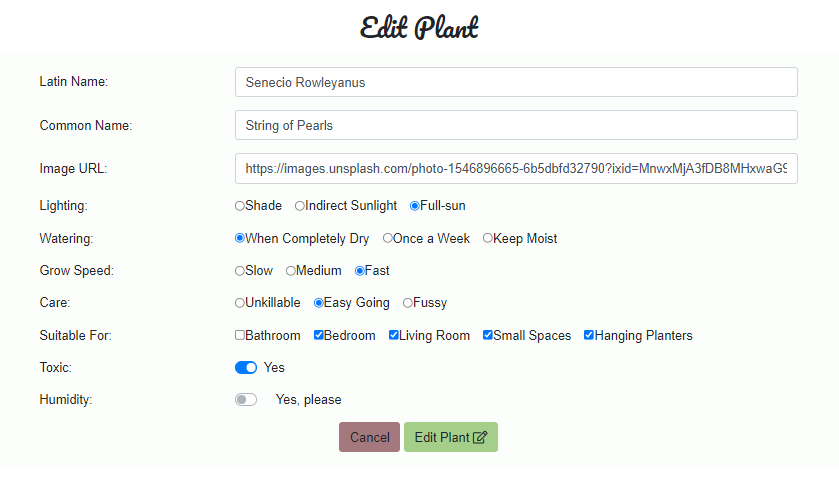 Edit Plant
Latin Name: Senecio Rowleyanus
Common Name: String of Pearls
Image URL: https://images.unsplash.com/photo-1546896665-6b5dbfd32790?ixid=MnwxMjA3fDB8MHxwaG9
Lighting: Shade Indirect Sunlight Full-sun
Watering: When Completely Dry Once a Week Keep Moist
Grow Speed: Slow Medium Fast
Care: Unkillable Easy Going Fussy
Suitable For: Bathroom Bedroom Living Room Small Spaces Hanging Planters
Toxic: Yes
Humidity: Yes, please
Cancel Edit Plant